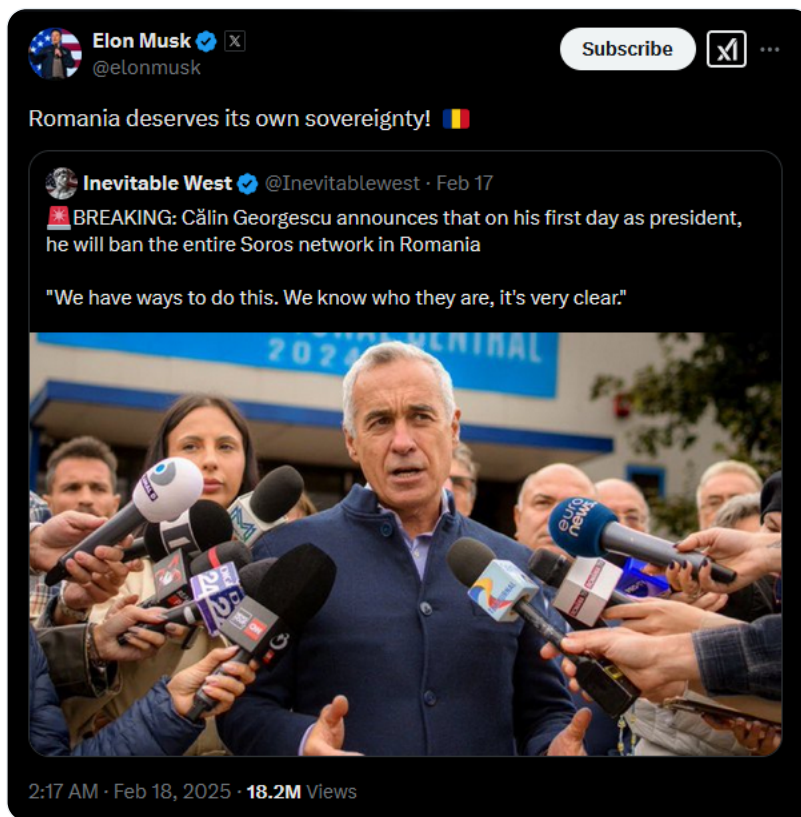 Elon Musk
@elonmusk
Subscribe
Romania deserves its own sovereignty! 🇷🇴
Inevitable West @Inevitablewest · Feb 17
🚨BREAKING: Călin Georgescu announces that on his first day as president,
he will ban the entire Soros network in Romania
"We have ways to do this. We know who they are, it's very clear."
2024
euro
news.
CNN
2:17 AM · Feb 18, 2025 · 18.2M Views